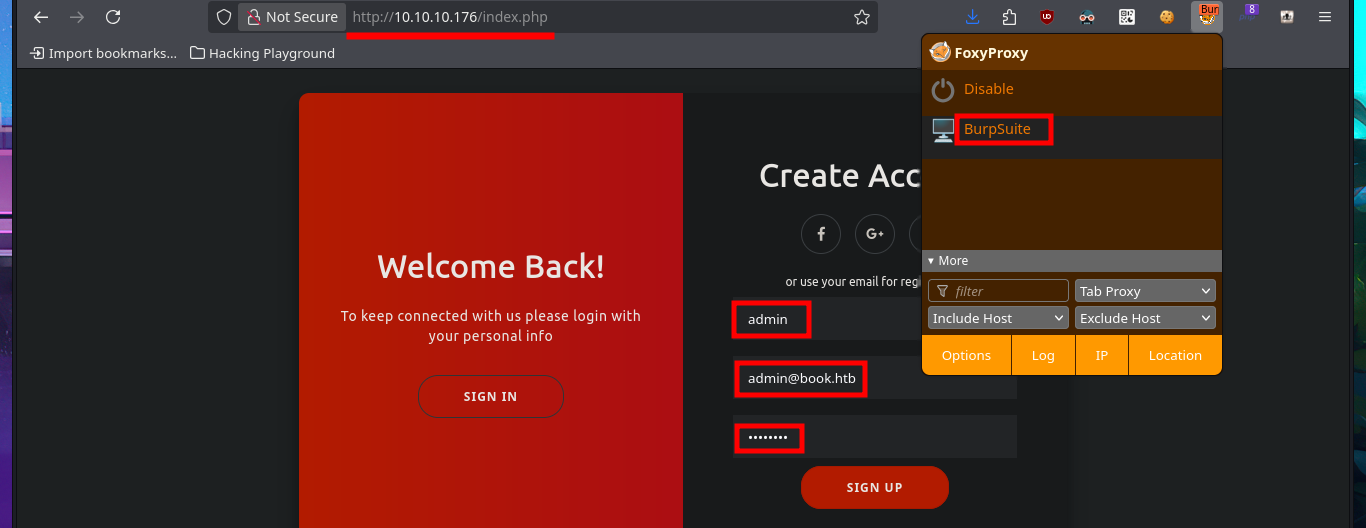 Not Secure
http://10.10.10.176/index.php
UD
Bur
8
Import bookmarks...
Hacking Playground
FoxyProxy
Disable
BurpSuite
More
filter
Tab Proxy
Include Host
Exclude Host
Options
Log
IP
Location
Welcome Back!
To keep connected with us please login with
your personal info
SIGN IN
Create Acc
f
G+
or use your email for regi
admin
admin@book.htb
••••••••
SIGN UP